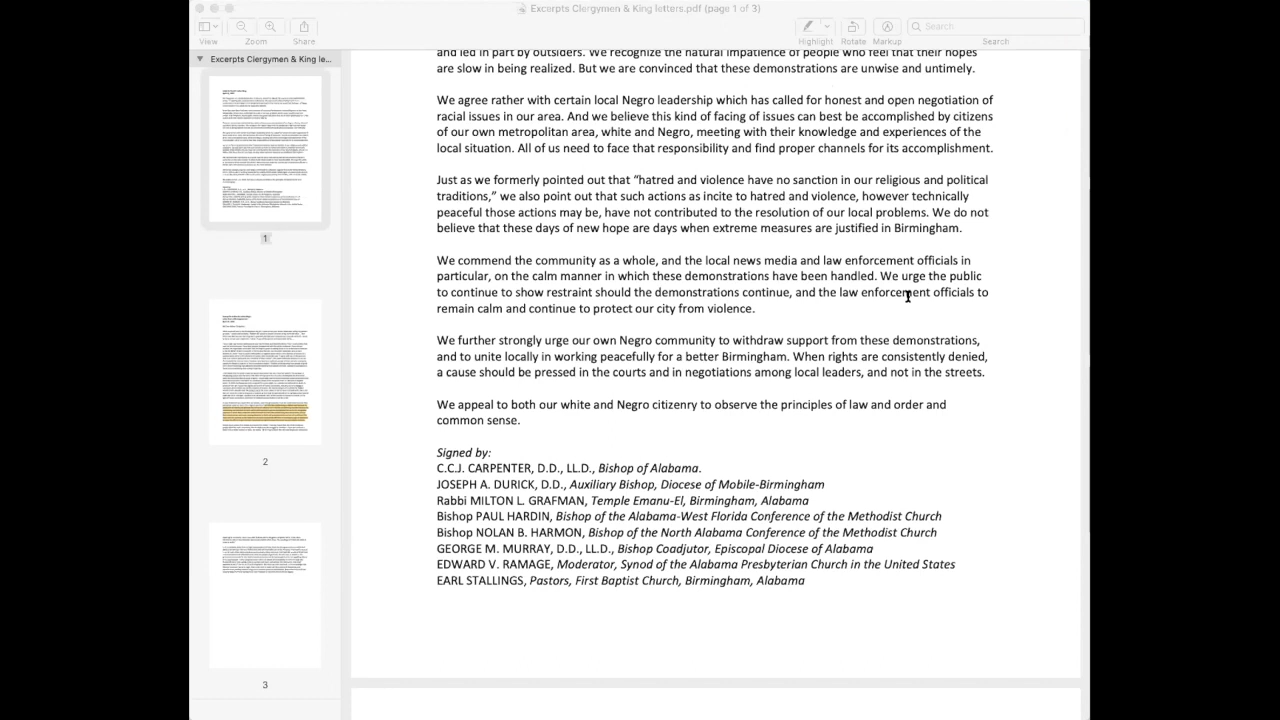 Excerpts Clergymen & King letters.pdf (page 1 of 3)
View
Zoom
Share
Highlight
Rotate
Markup
Search
Search
Excerpts Clergymen & King le...
1
2
3
and led in part by outsiders. We recognize the natural impatience of people who feel that their hopes
are slow in being realized. But we are convinced that these demonstrations are unwise and untimely.
We agree rather with certain local Negro leadership which has called for honest and open negotiation of
racial issues in our area. And we believe this kind of facing of issues can best be accomplished by citizens
of our own metropolitan area, white and Negro, meeting with their knowledge and experiences of the
local situation. All of us need to face that responsibility and find proper channels for its accomplishment.
Just as we formerly point out that "hatred and violence have no sanction in our religious and political
traditions," we also point out that such actions as incite to hatred and violence, however technically
peaceful those actions may be, have not contributed to the resolution of our local problems. We do not
believe that these days of new hope are days when extreme measures are justified in Birmingham.
We commend the community as a whole, and the local news media and law enforcement officials in
particular, on the calm manner in which these demonstrations have been handled. We urge the public
to continue to show restraint should the demonstrations continue, and the law enforcement officials to
remain calm and continue to protect our city from violence.
We further strongly urge our own Negro community to withdraw support from these demonstrations,
and to unite locally in working peacefully for a better Birmingham. When rights are consistently denied,
a cause should be pressed in the courts and in negotiations among local leaders, and not in the streets.
We appeal to both our white and Negro citizenry to observe the principles of law and order and
common sense.
Signed by:
C.C.J. CARPENTER, D.D., LL.D., Bishop of Alabama.
JOSEPH A. DURICK, D.D., Auxiliary Bishop, Diocese of Mobile-Birmingham
Rabbi MILTON L. GRAFMAN, Temple Emanu-El, Birmingham, Alabama
Bishop PAUL HARDIN, Bishop of the Alabama-West Florida Conference of the Methodist Church
Bishop NOLAN B. HARMON, Bishop of the North Alabama Conference of the Methodist Church
GEORGE M. MURRAY, D.D., LL.D., Bishop Coadjutor, Episcopal Diocese of Alabama
EDWARD V. RAMAGE, Moderator, Synod of the Alabama Presbyterian Church in the United States
EARL STALLINGS, Pastors, First Baptist Church, Birmingham, Alabama